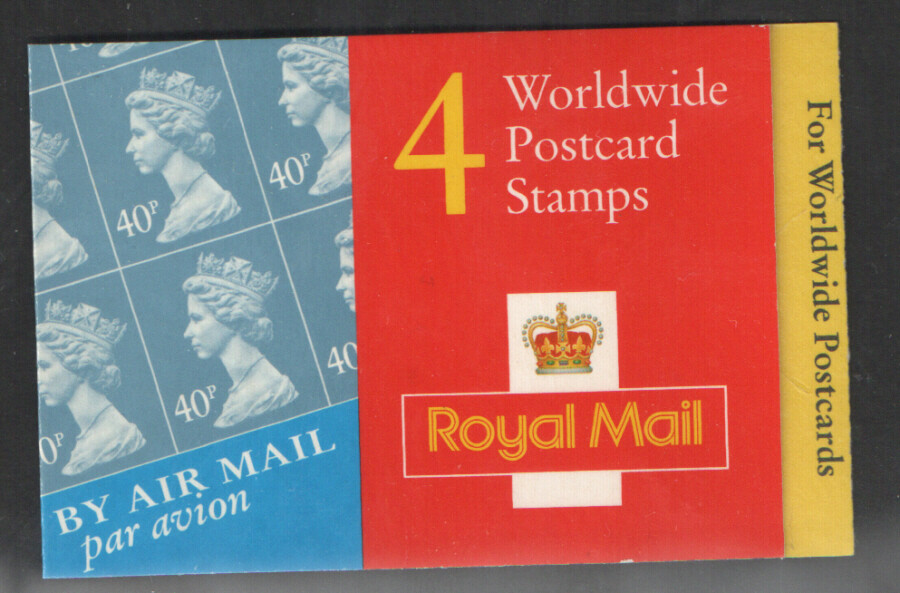 40ᴾ
40ᴾ
40ᴾ
40
0ᴾ
BY AIR MAIL
par avion
4
Worldwide
Postcard
Stamps
Royal Mail
For Worldwide Postcards